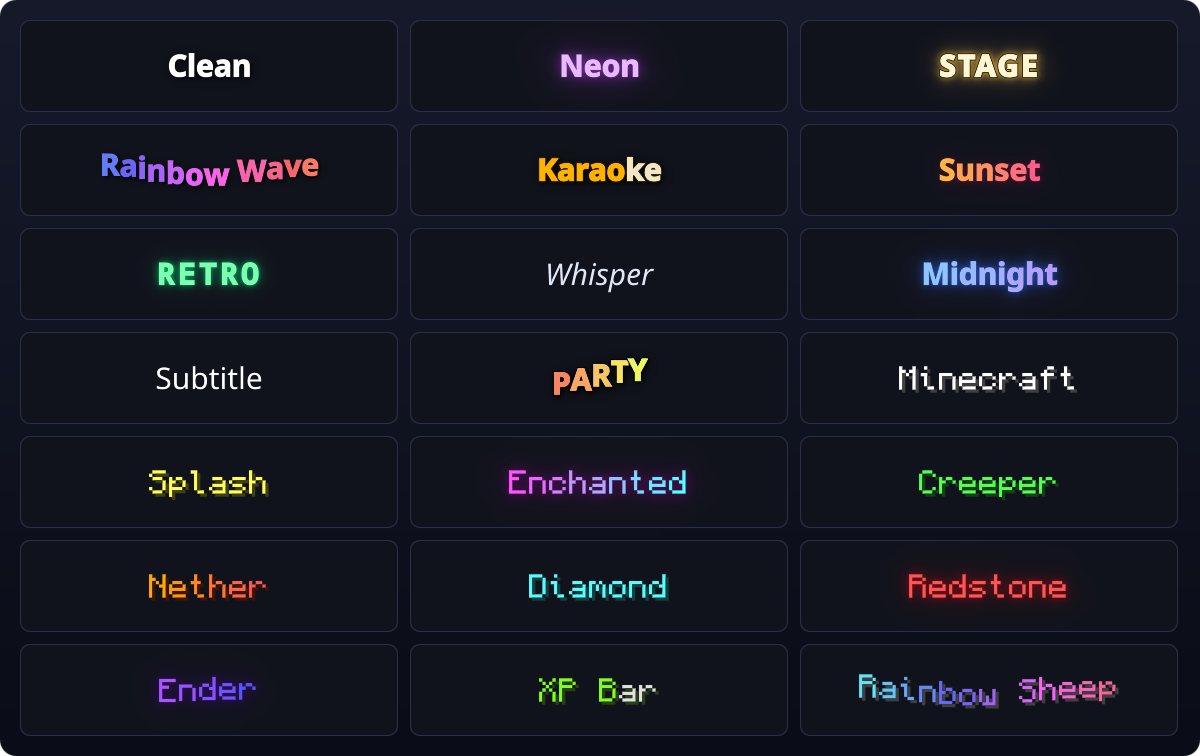 Clean
Neon
STAGE
Rainbow Wave
Karaoke
Sunset
RETRO
Whisper
Midnight
Subtitle
PARTY
Minecraft
Splash
Enchanted
Creeper
Nether
Diamond
Redstone
Ender
XP Bar
Rainbow Sheep